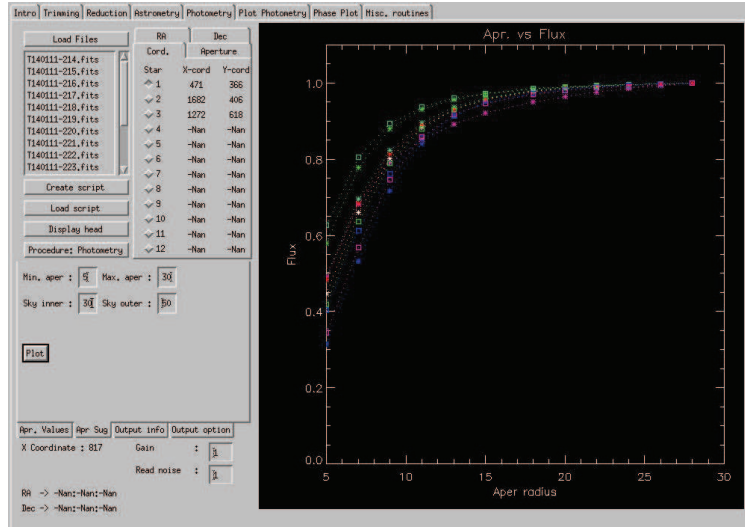 Intro Trimming Reduction Astrometry Photometry Plot Photometry Phase Plot Misc. routines
Load Files
T140111-214.fits
T140111-215.fits
T140111-216.fits
T140111-217.fits
T140111-218.fits
T140111-219.fits
T140111-220.fits
T140111-221.fits
T140111-222.fits
T140111-223.fits
Create script
Load script
Display head
Procedure: Photometry
RA Dec
Cord. Aperture
Star X-cord Y-cord
1 471 366
2 1682 406
3 1272 618
4 -Nan -Nan
5 -Nan -Nan
6 -Nan -Nan
7 -Nan -Nan
8 -Nan -Nan
9 -Nan -Nan
10 -Nan -Nan
11 -Nan -Nan
12 -Nan -Nan
Min. aper : 5 Max. aper : 30
Sky inner : 30 Sky outer : 50
Plot
Apr. Values Apr Sug Output info Output option
X Coordinate : 817 Gain :
Read noise :
RA -> -Nan:-Nan:-Nan
Dec -> -Nan:-Nan:-Nan
Apr. vs Flux
1.0
0.8
0.6
Flux
0.4
0.2
0.0
5 10 15 20 25 30
Aper radius